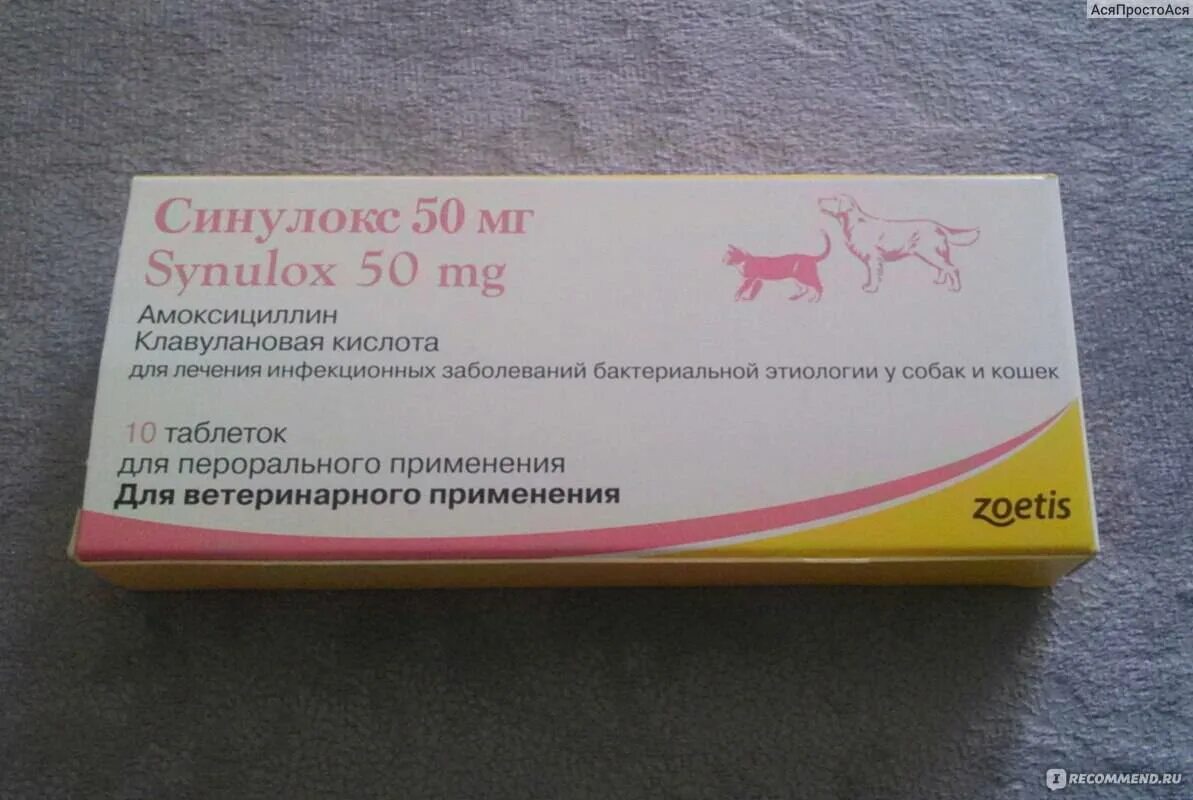 АсяПростоАся
Синулокс 50 мг
Synulox 50 mg
Амоксициллин
Клавулановая кислота
для лечения инфекционных заболеваний бактериальной этиологии у собак и кошек
10 таблеток
для перорального применения
Для ветеринарного применения
zoetis
I RECOMMEND.RU